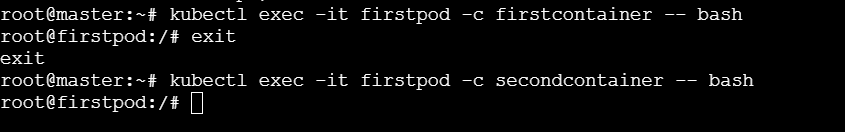 root@master:~# kubectl exec -it firstpod -c firstcontainer -- bash
root@firstpod:/# exit
exit
root@master:~# kubectl exec -it firstpod -c secondcontainer -- bash
root@firstpod:/#